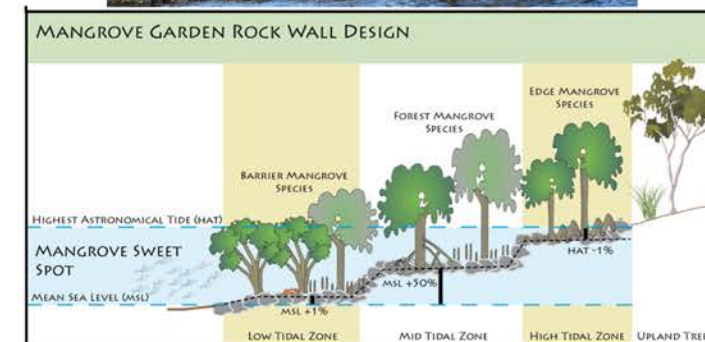 Mangrove Garden Rock Wall Design
Edge Mangrove
Species
Forest Mangrove
Species
Barrier Mangrove
Species
Highest Astronomical Tide (HAT)
Mangrove Sweet
Spot
HAT -1%
MSL +50%
Mean Sea Level (MSL)
MSL +1%
Low Tidal Zone
Mid Tidal Zone
High Tidal Zone